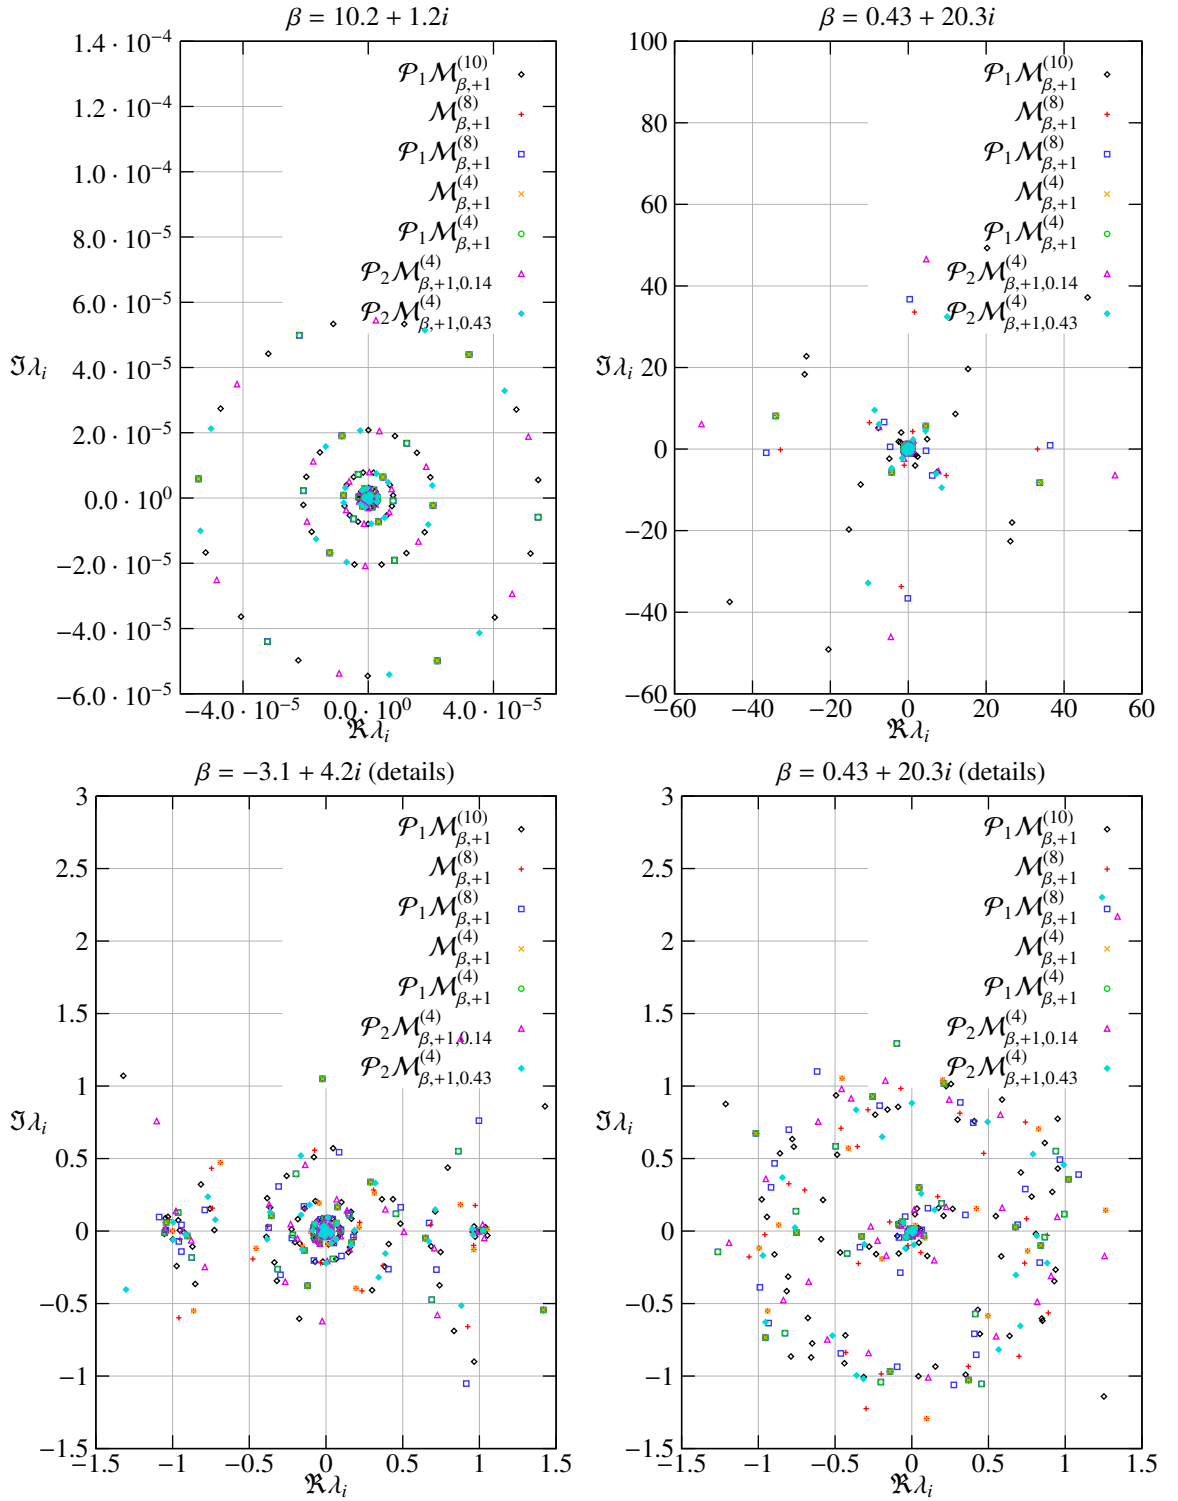 β = 10.2 + 1.2i
1.4 · 10⁻⁴
1.2 · 10⁻⁴
1.0 · 10⁻⁴
8.0 · 10⁻⁵
6.0 · 10⁻⁵
4.0 · 10⁻⁵
2.0 · 10⁻⁵
0.0 · 10⁰
−2.0 · 10⁻⁵
−4.0 · 10⁻⁵
−6.0 · 10⁻⁵
ℑλᵢ
𝒫₁ℳ^{(10)}_{β,+1}
ℳ^{(8)}_{β,+1}
𝒫₁ℳ^{(8)}_{β,+1}
ℳ^{(4)}_{β,+1}
𝒫₁ℳ^{(4)}_{β,+1}
𝒫₂ℳ^{(4)}_{β,+1,0.14}
𝒫₂ℳ^{(4)}_{β,+1,0.43}
−4.0 · 10⁻⁵ 0.0 · 10⁰ 4.0 · 10⁻⁵
ℜλᵢ
β = 0.43 + 20.3i
100
80
60
40
20
0
−20
−40
−60
ℑλᵢ
𝒫₁ℳ^{(10)}_{β,+1}
ℳ^{(8)}_{β,+1}
𝒫₁ℳ^{(8)}_{β,+1}
ℳ^{(4)}_{β,+1}
𝒫₁ℳ^{(4)}_{β,+1}
𝒫₂ℳ^{(4)}_{β,+1,0.14}
𝒫₂ℳ^{(4)}_{β,+1,0.43}
−60 −40 −20 0 20 40 60
ℜλᵢ
β = −3.1 + 4.2i (details)
3
2.5
2
1.5
1
0.5
0
−0.5
−1
−1.5
ℑλᵢ
𝒫₁ℳ^{(10)}_{β,+1}
ℳ^{(8)}_{β,+1}
𝒫₁ℳ^{(8)}_{β,+1}
ℳ^{(4)}_{β,+1}
𝒫₁ℳ^{(4)}_{β,+1}
𝒫₂ℳ^{(4)}_{β,+1,0.14}
𝒫₂ℳ^{(4)}_{β,+1,0.43}
−1.5 −1 −0.5 0 0.5 1 1.5
ℜλᵢ
β = 0.43 + 20.3i (details)
3
2.5
2
1.5
1
0.5
0
−0.5
−1
−1.5
ℑλᵢ
𝒫₁ℳ^{(10)}_{β,+1}
ℳ^{(8)}_{β,+1}
𝒫₁ℳ^{(8)}_{β,+1}
ℳ^{(4)}_{β,+1}
𝒫₁ℳ^{(4)}_{β,+1}
𝒫₂ℳ^{(4)}_{β,+1,0.14}
𝒫₂ℳ^{(4)}_{β,+1,0.43}
−1.5 −1 −0.5 0 0.5 1 1.5
ℜλᵢ